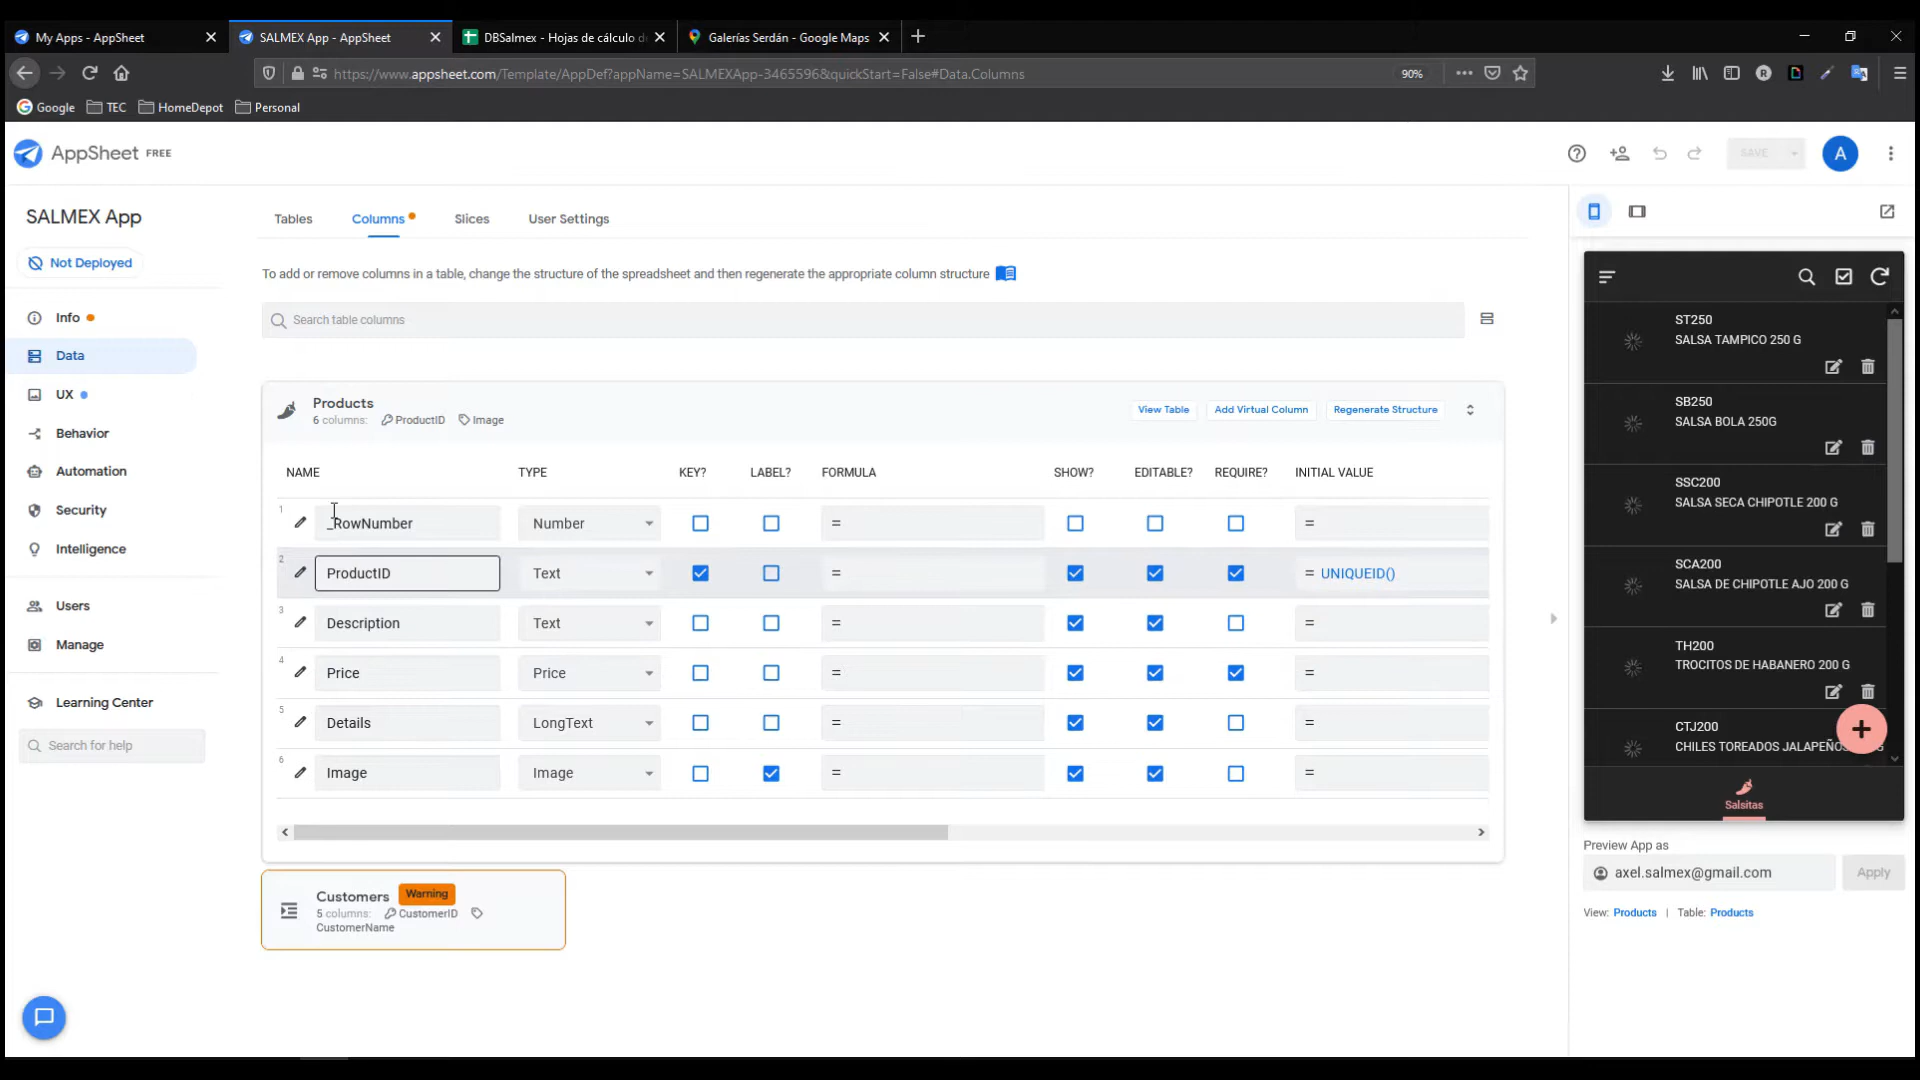 My Apps - AppSheet
SALMEX App - AppSheet
DBSalmex - Hojas de cálculo d
Galerías Serdán - Google Maps
https://www.appsheet.com/Template/AppDef?appName=SALMEXApp-3465596&quickStart=False#Data.Columns
90%
Google
TEC
HomeDepot
Personal
AppSheet FREE
SAVE
A
SALMEX App
Not Deployed
Info
Data
UX
Behavior
Automation
Security
Intelligence
Users
Manage
Learning Center
Search for help
Tables
Columns
Slices
User Settings
To add or remove columns in a table, change the structure of the spreadsheet and then regenerate the appropriate column structure
Search table columns
Products
6 columns: ProductID Image
View Table
Add Virtual Column
Regenerate Structure
NAME TYPE KEY? LABEL? FORMULA SHOW? EDITABLE? REQUIRE? INITIAL VALUE
1 _RowNumber Number = =
2 ProductID Text = = UNIQUEID()
3 Description Text = =
4 Price Price = =
5 Details LongText = =
6 Image Image = =
Customers Warning
5 columns: CustomerID
CustomerName
ST250
SALSA TAMPICO 250 G
SB250
SALSA BOLA 250G
SSC200
SALSA SECA CHIPOTLE 200 G
SCA200
SALSA DE CHIPOTLE AJO 200 G
TH200
TROCITOS DE HABANERO 200 G
CTJ200
CHILES TOREADOS JALAPEÑOS G
Salsitas
Preview App as
axel.salmex@gmail.com
Apply
View: Products | Table: Products